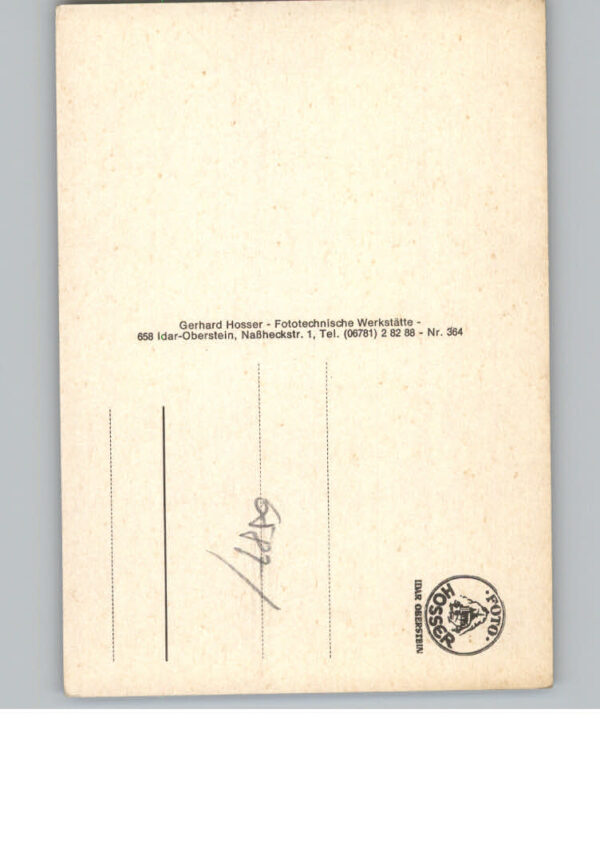 Gerhard Hosser - Fototechnische Werkstätte -
658 Idar-Oberstein, Naßheckstr. 1, Tel. (06781) 2 82 88 - Nr. 364
.FOTO.
HOSSER
IDAR OBERSTEIN